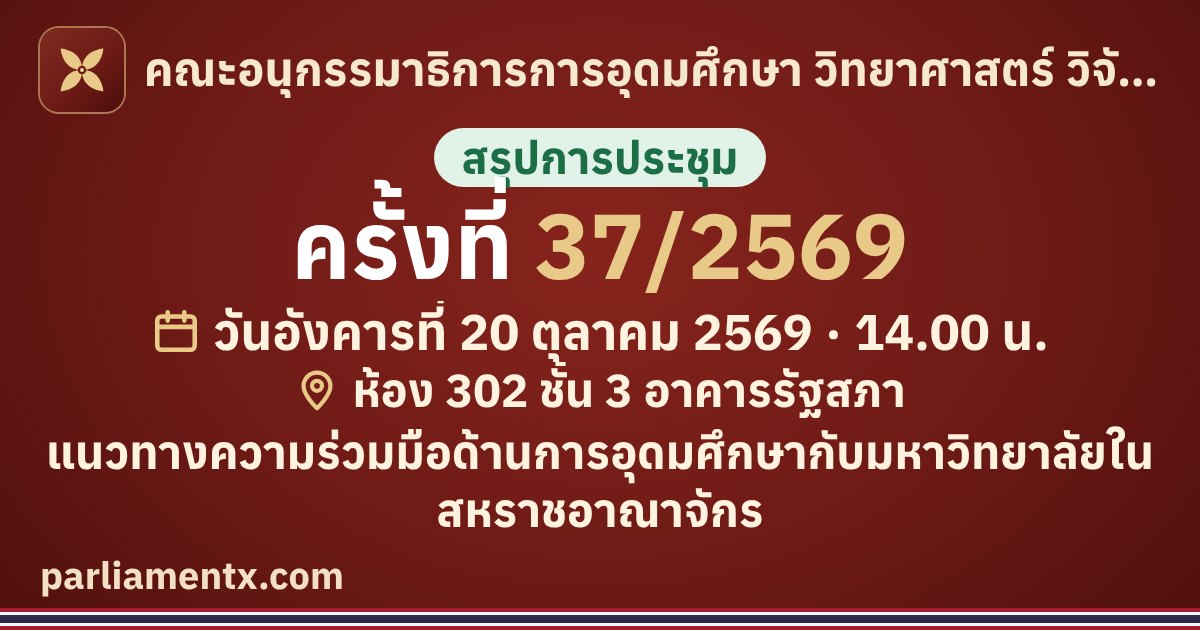 คณะอนุกรรมาธิการการอุดมศึกษา วิทยาศาสตร์ วิจั...
สรุปการประชุม
ครั้งที่ 37/2569
วันอังคารที่ 20 ตุลาคม 2569 · 14.00 น.
ห้อง 302 ชั้น 3 อาคารรัฐสภา
แนวทางความร่วมมือด้านการอุดมศึกษากับมหาวิทยาลัยใน
สหราชอาณาจักร
parliamentx.com